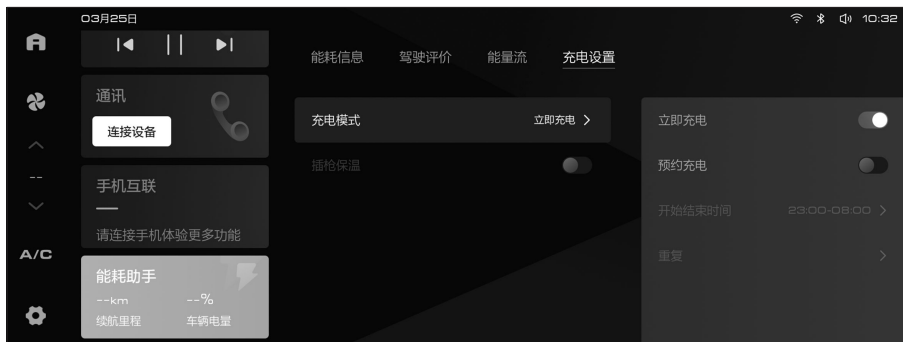 03月25日
10:32
能耗信息
驾驶评价
能量流
充电设置
通讯
连接设备
手机互联
请连接手机体验更多功能
A/C
能耗助手
--km
--%
续航里程
车辆电量
--
充电模式
立即充电
插枪保温
立即充电
预约充电
开始结束时间
23:00-08:00
重复